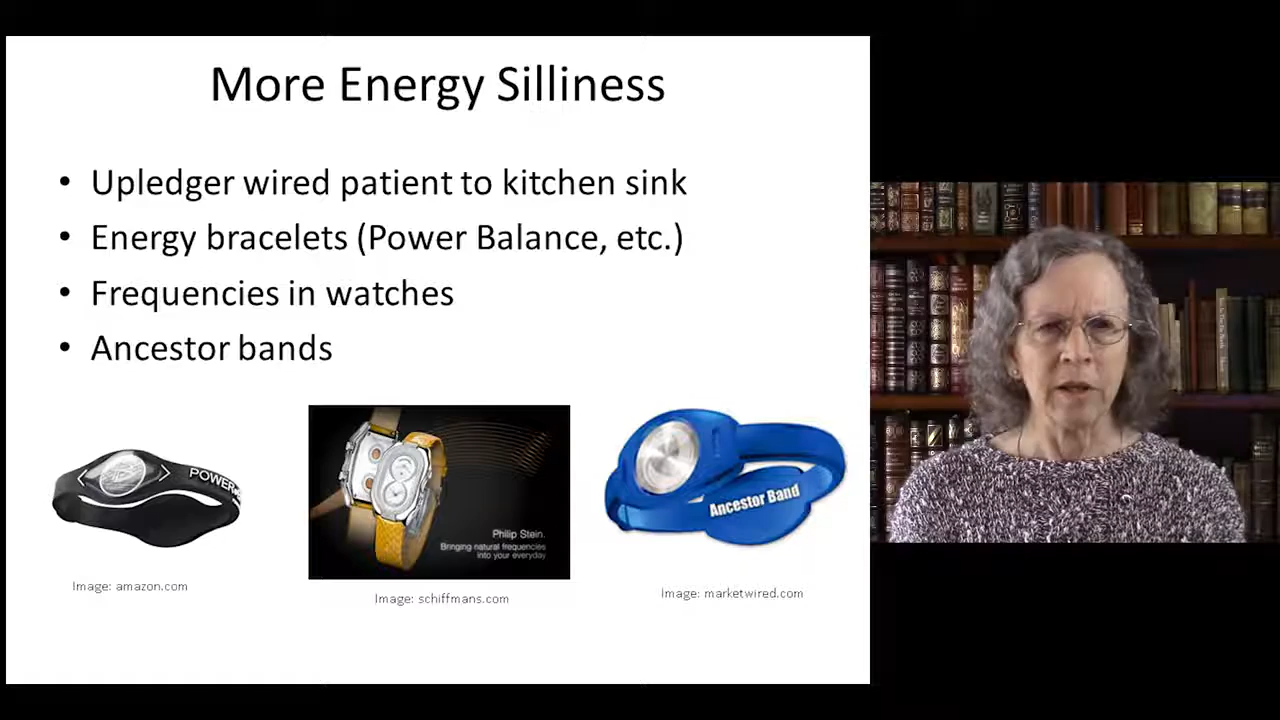 More Energy Silliness
• Upledger wired patient to kitchen sink
• Energy bracelets (Power Balance, etc.)
• Frequencies in watches
• Ancestor bands
POWER
Philip Stein.
Bringing natural frequencies
into your everyday
Ancestor Band
Image: amazon.com
Image: schiffmans.com
Image: marketwired.com